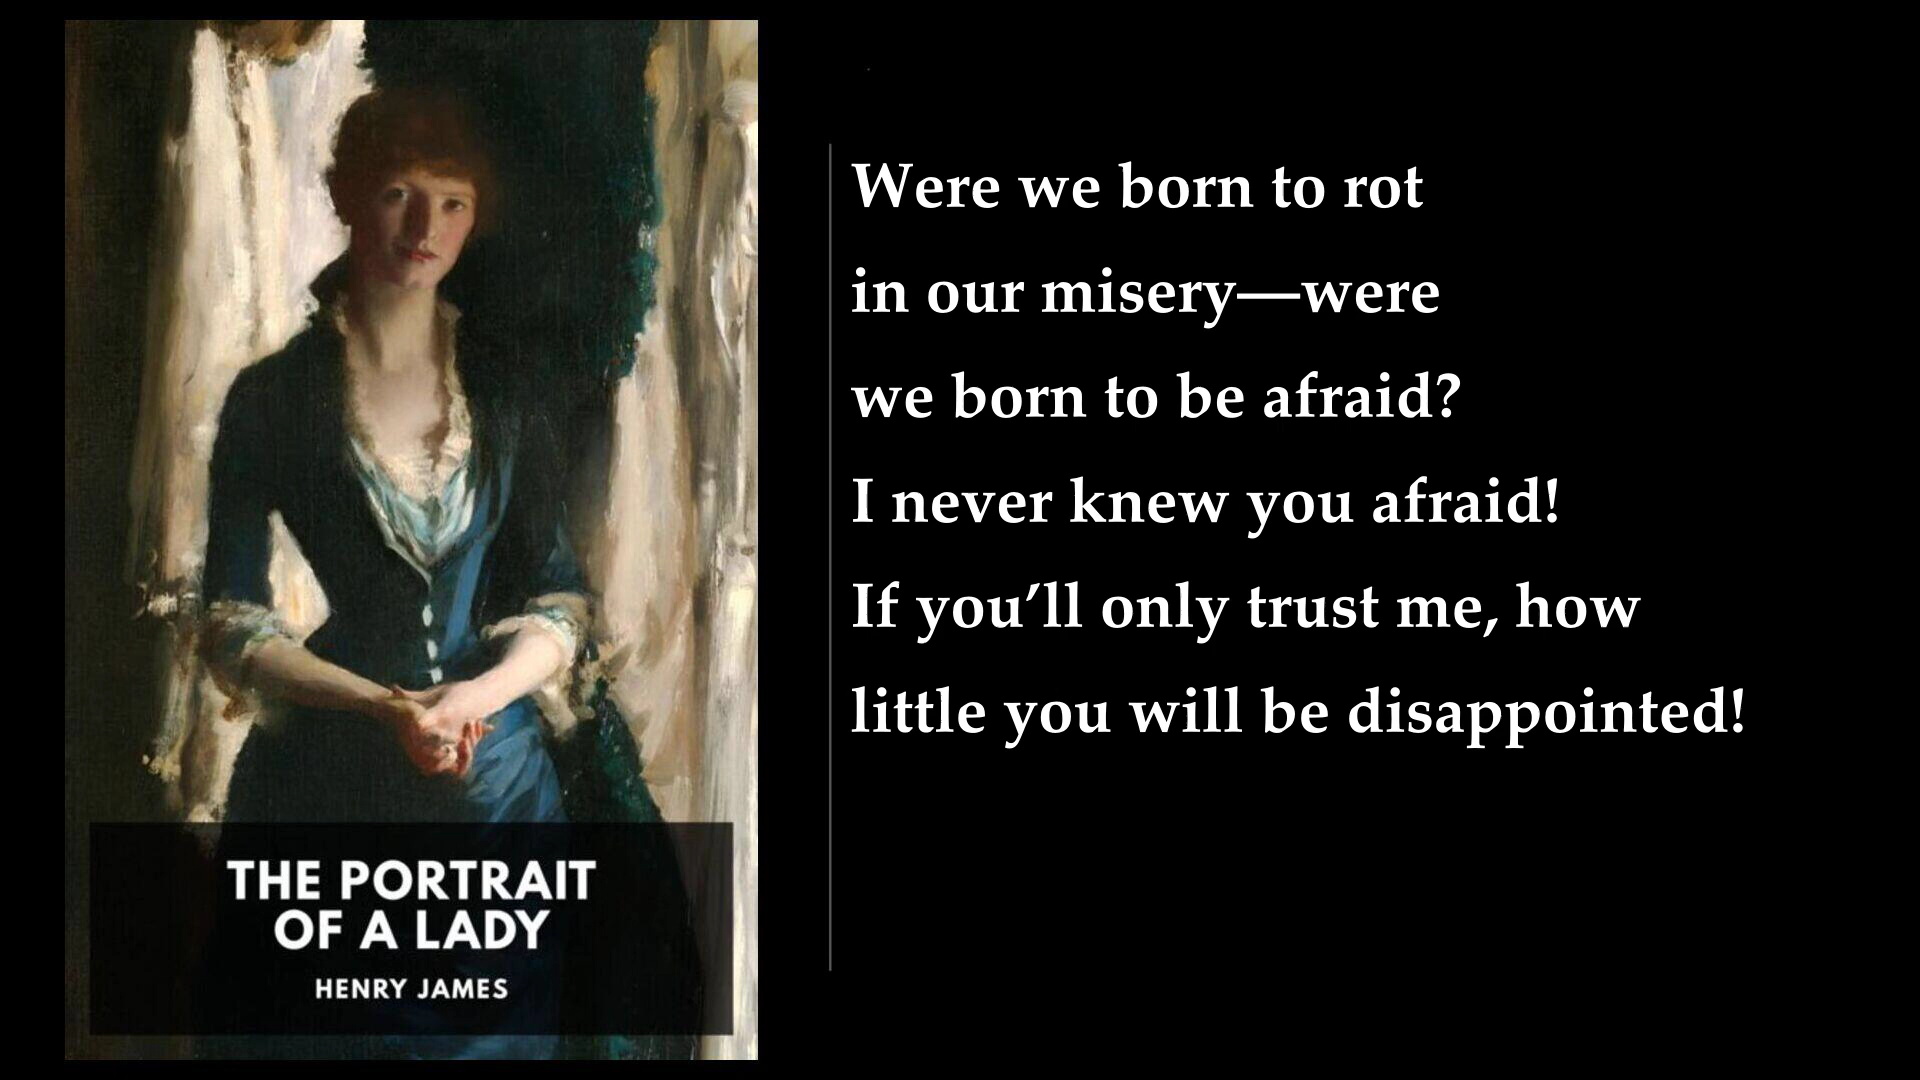 THE PORTRAIT
OF A LADY
HENRY JAMES
Were we born to rot
in our misery—were
we born to be afraid?
I never knew you afraid!
If you’ll only trust me, how
little you will be disappointed!